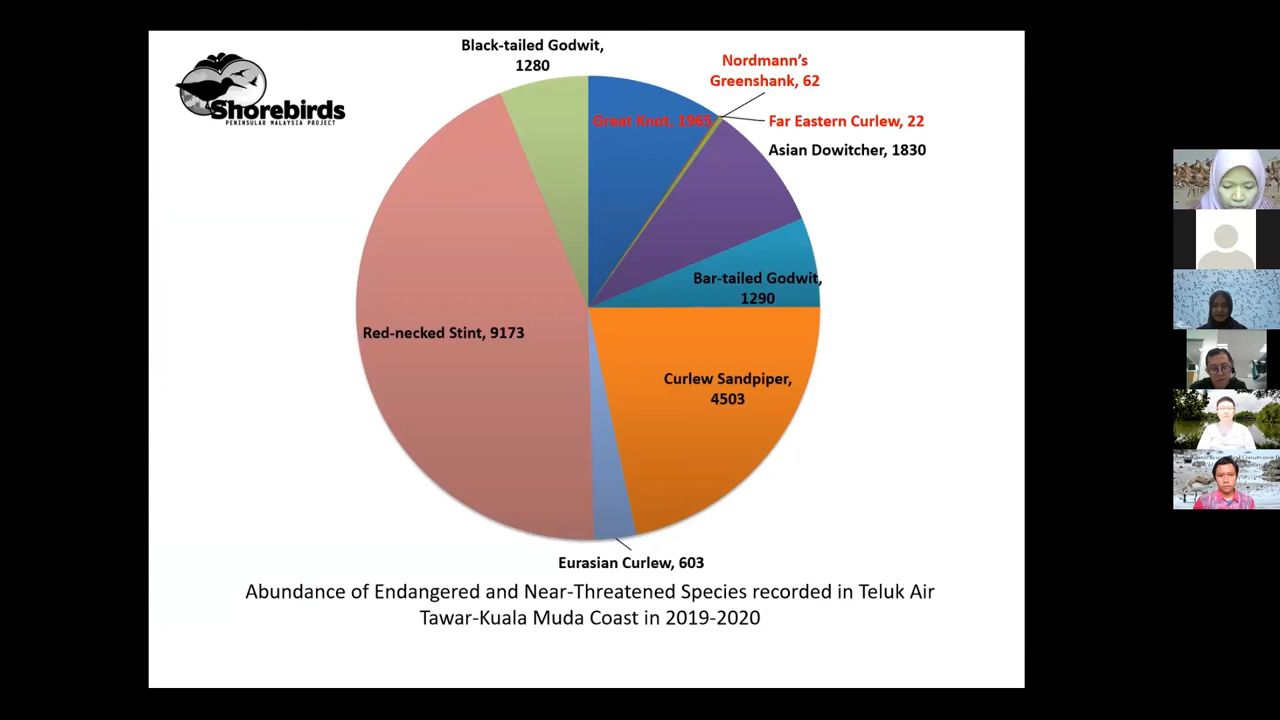 Shorebirds
PENINSULAR MALAYSIA PROJECT
Black-tailed Godwit,
1280
Nordmann's
Greenshank, 62
Great Knot, 1965
Far Eastern Curlew, 22
Asian Dowitcher, 1830
Bar-tailed Godwit,
1290
Red-necked Stint, 9173
Curlew Sandpiper,
4503
Eurasian Curlew, 603
Abundance of Endangered and Near-Threatened Species recorded in Teluk Air
Tawar-Kuala Muda Coast in 2019-2020